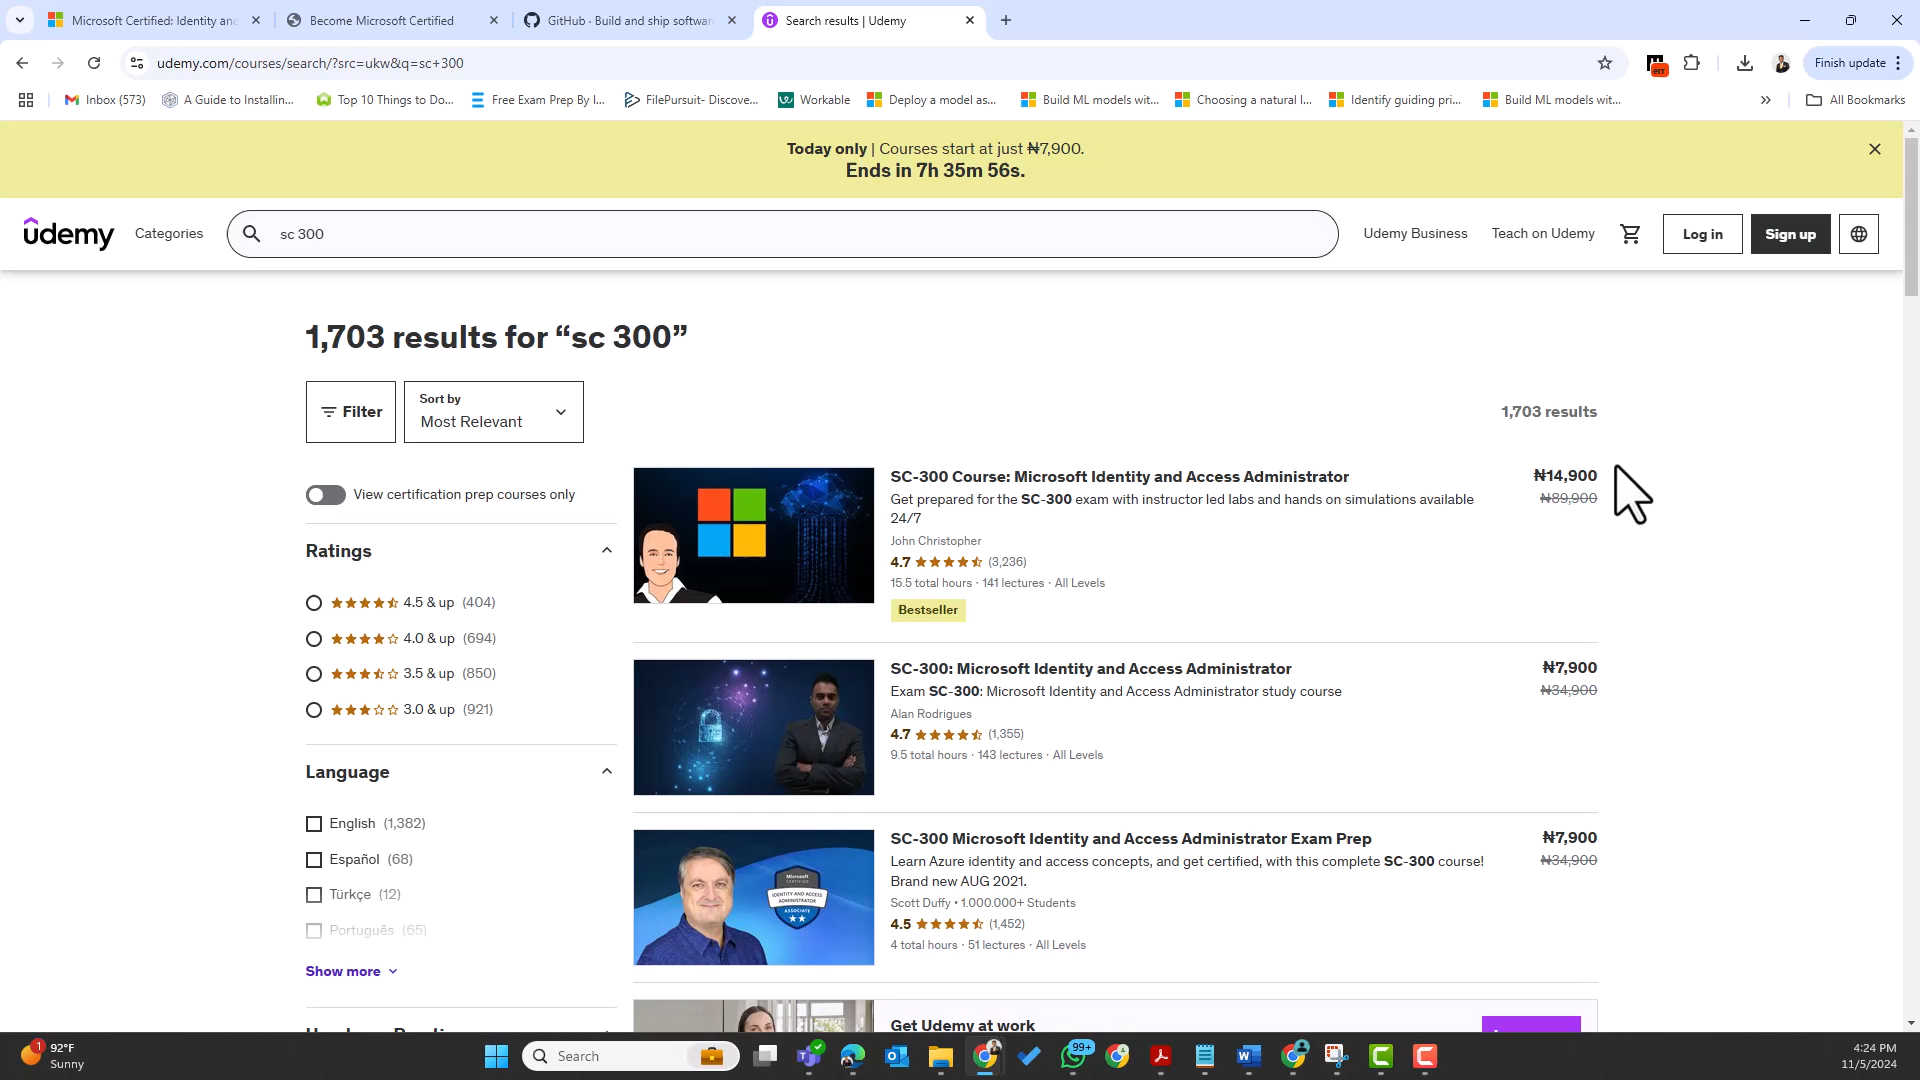 Microsoft Certified: Identity and
Become Microsoft Certified
GitHub · Build and ship software
Search results | Udemy
udemy.com/courses/search/?src=ukw&q=sc+300
err
Finish update
Inbox (573)
A Guide to Installin...
Top 10 Things to Do...
Free Exam Prep By I...
FilePursuit- Discove...
Workable
Deploy a model as...
Build ML models wit...
Choosing a natural l...
Identify guiding pri...
Build ML models wit...
All Bookmarks
Today only | Courses start at just ₦7,900.
Ends in 7h 35m 56s.
udemy
Categories
sc 300
Udemy Business
Teach on Udemy
Log in
Sign up
1,703 results for “sc 300”
Filter
Sort by
Most Relevant
1,703 results
View certification prep courses only
Ratings
4.5 & up (404)
4.0 & up (694)
3.5 & up (850)
3.0 & up (921)
Language
English (1,382)
Español (68)
Türkçe (12)
Português (65)
Show more
SC-300 Course: Microsoft Identity and Access Administrator
₦14,900
Get prepared for the SC-300 exam with instructor led labs and hands on simulations available
₦89,900
24/7
John Christopher
4.7 (3,236)
15.5 total hours · 141 lectures · All Levels
Bestseller
SC-300: Microsoft Identity and Access Administrator
₦7,900
Exam SC-300: Microsoft Identity and Access Administrator study course
₦34,900
Alan Rodrigues
4.7 (1,355)
9.5 total hours · 143 lectures · All Levels
Microsoft
CERTIFIED
IDENTITY AND ACCESS
ADMINISTRATOR
ASSOCIATE
SC-300 Microsoft Identity and Access Administrator Exam Prep
₦7,900
Learn Azure identity and access concepts, and get certified, with this complete SC-300 course!
₦34,900
Brand new AUG 2021.
Scott Duffy • 1.000.000+ Students
4.5 (1,452)
4 total hours · 51 lectures · All Levels
Get Udemy at work
1
92°F
Sunny
Search
99+
4:24 PM
11/5/2024